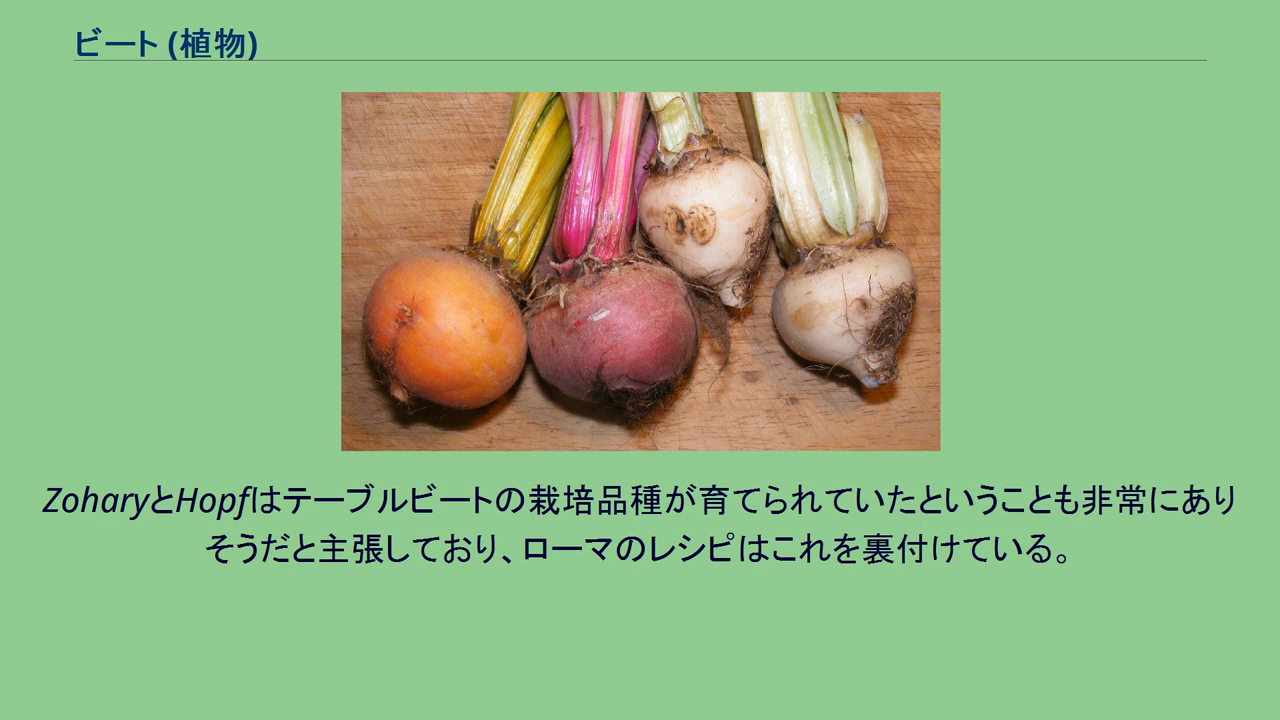 ビート (植物)
ZoharyとHopfはテーブルビートの栽培品種が育てられていたということも非常にあり
そうだと主張しており、ローマのレシピはこれを裏付けている。